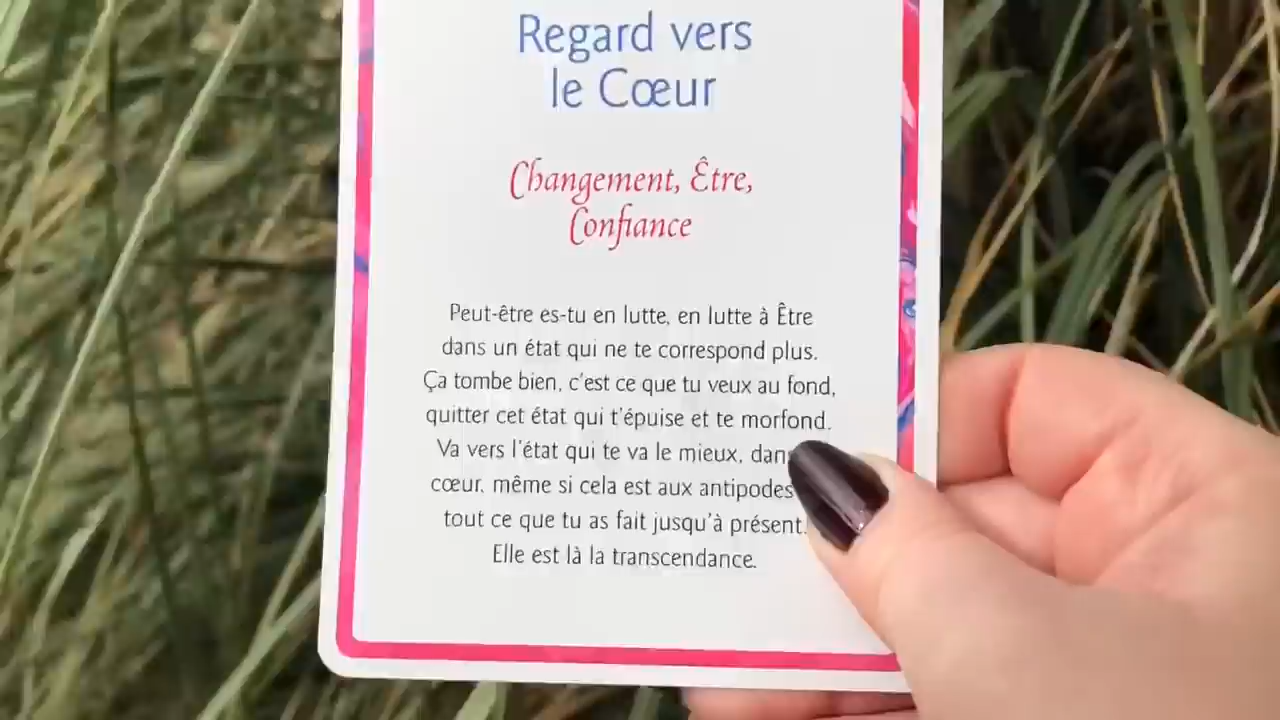 Regard vers
le Cœur
Changement, Être,
Confiance
Peut-être es-tu en lutte, en lutte à Être
dans un état qui ne te correspond plus.
Ça tombe bien, c'est ce que tu veux au fond,
quitter cet état qui t'épuise et te morfond.
Va vers l'état qui te va le mieux, dans
cœur, même si cela est aux antipodes
tout ce que tu as fait jusqu'à présent.
Elle est là la transcendance.